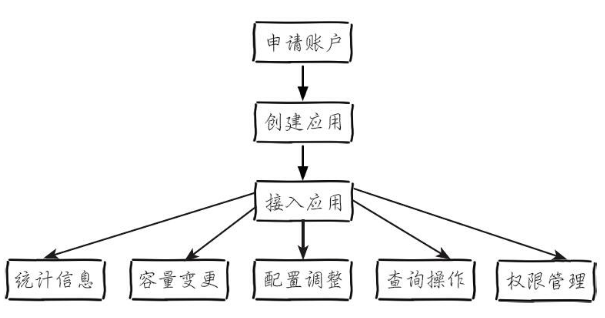 申请账户
创建应用
接入应用
统计信息
容量变更
配置调整
查询操作
权限管理